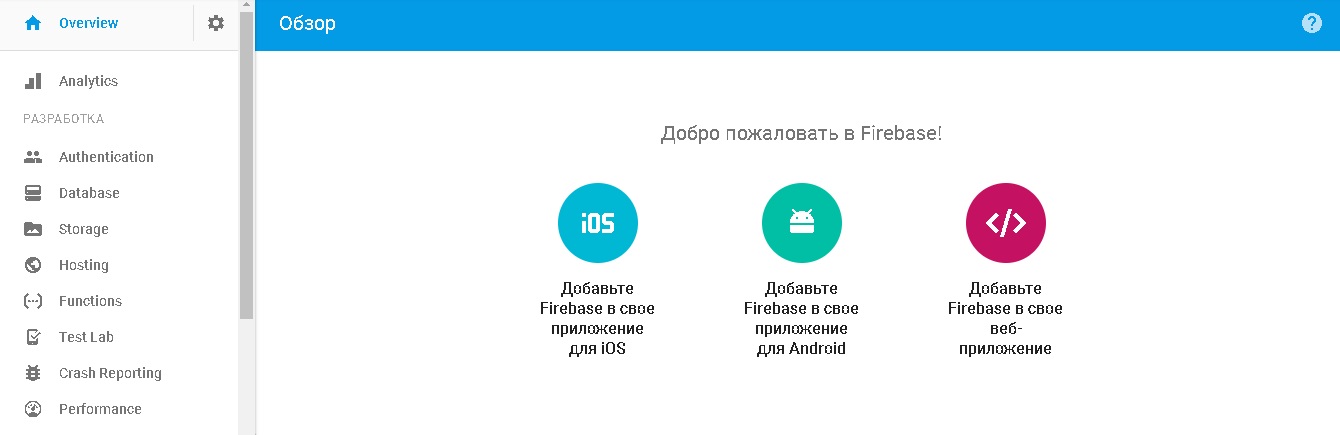 Overview
Обзор
?
Analytics
РАЗРАБОТКА
Authentication
Database
Storage
Hosting
Functions
Test Lab
Crash Reporting
Performance
Добро пожаловать в Firebase!
iOS
Добавьте
Firebase в свое
приложение
для iOS
Добавьте
Firebase в свое
приложение
для Android
</>
Добавьте
Firebase в свое
веб-
приложение